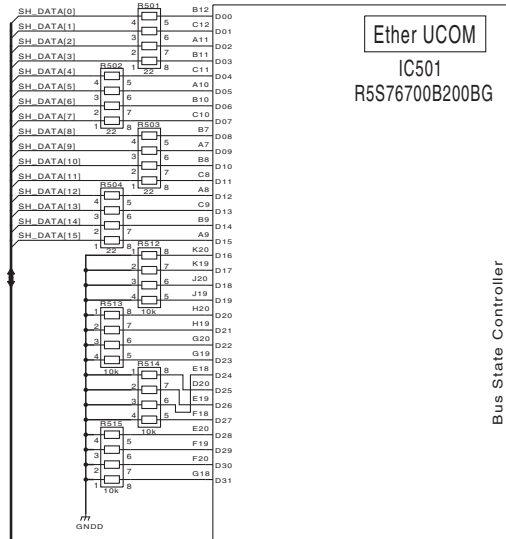 R501
SH_DATA[0] B12 D00
4 5
SH_DATA[1] C12 D01
3 6
SH_DATA[2] A11 D02
2 7
SH_DATA[3] B11 D03
R502 1 8
SH_DATA[4] C11 D04
4 5 22
SH_DATA[5] A10 D05
3 6
SH_DATA[6] B10 D06
2 7
SH_DATA[7] C10 D07
1 8 R503
22
SH_DATA[8] B7 D08
4 5
SH_DATA[9] A7 D09
3 6
SH_DATA[10] B8 D10
2 7
SH_DATA[11] C8 D11
R504 1 8
SH_DATA[12] A8 D12
4 5 22
SH_DATA[13] C9 D13
3 6
SH_DATA[14] B9 D14
2 7
SH_DATA[15] A9 D15
1 8 R512
22
1 8 K20 D16
2 7 K19 D17
3 6 J20 D18
4 5 J19 D19
R513 10k
1 8 H20 D20
2 7 H19 D21
3 6 G20 D22
4 5 G19 D23
10k R514
1 8 E18 D24
2 7 D20 D25
3 6 E19 D26
4 5 F18 D27
R515 10k
E20 D28
4 5
F19 D29
3 6
F20 D30
2 7
G18 D31
1 8
10k
GNDD
Ether UCOM
IC501
R5S76700B200BG
Bus State Controller